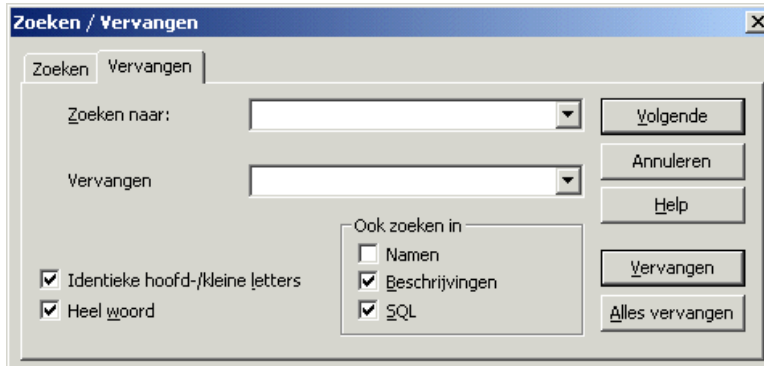 Zoeken / Vervangen
Zoeken Vervangen
Zoeken naar:
Volgende
Annuleren
Vervangen
Help
Ook zoeken in
Namen
Identieke hoofd-/kleine letters
Beschrijvingen
Vervangen
Heel woord
SQL
Alles vervangen